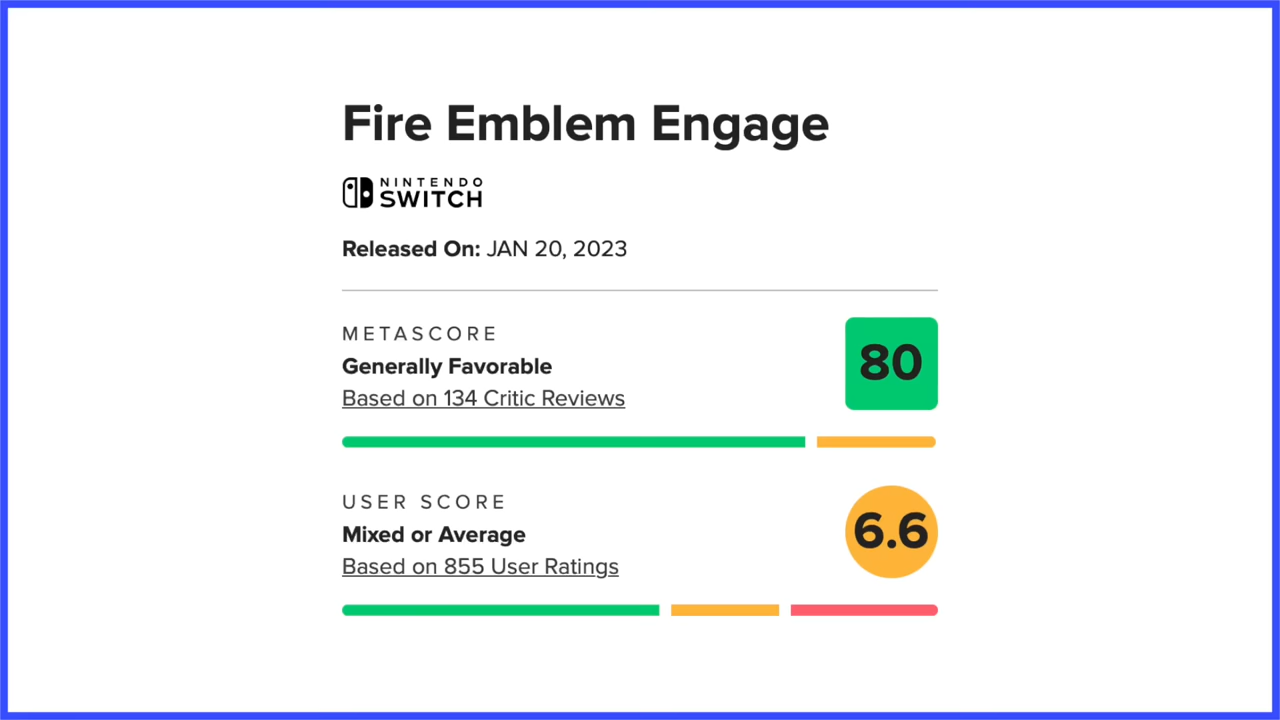 Fire Emblem Engage
NINTENDO
SWITCH
Released On: JAN 20, 2023
METASCORE
Generally Favorable
Based on 134 Critic Reviews
80
USER SCORE
Mixed or Average
Based on 855 User Ratings
6.6